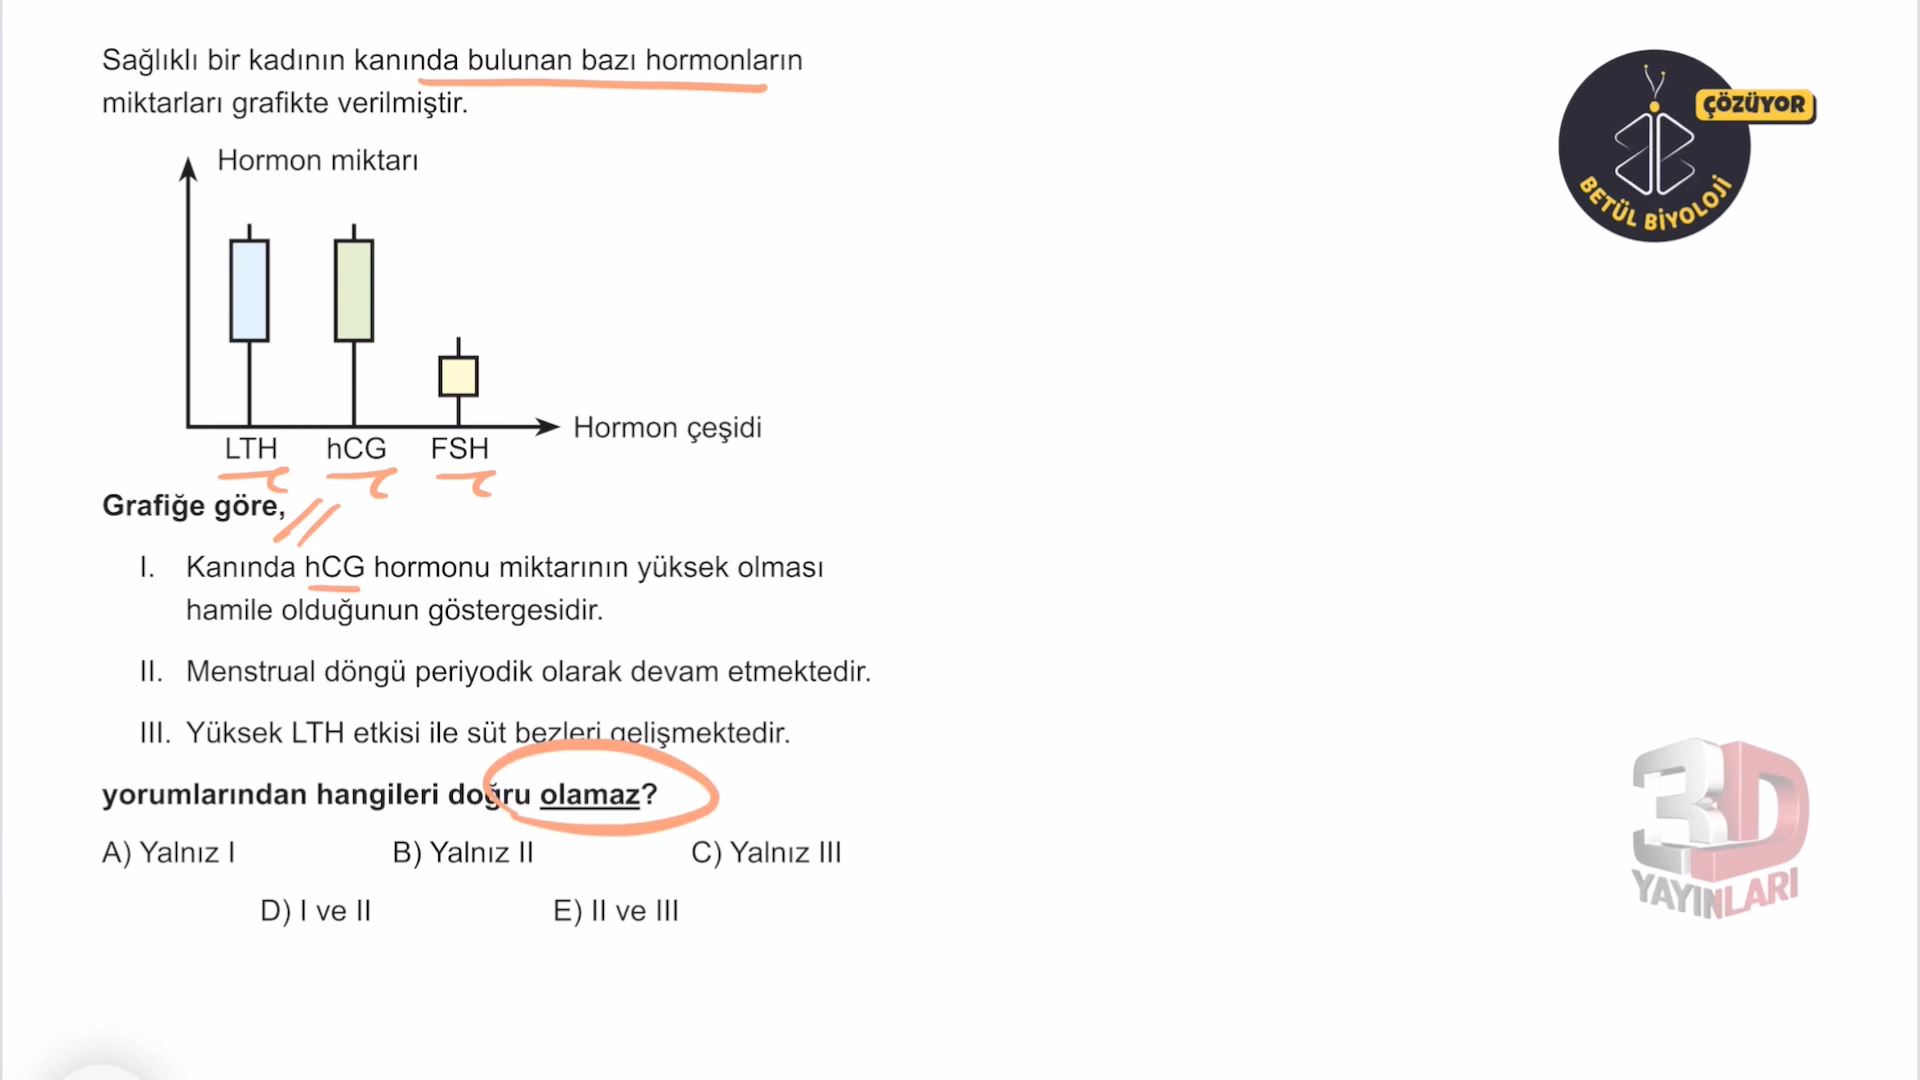 Sağlıklı bir kadının kanında bulunan bazı hormonların
miktarları grafikte verilmiştir.
Hormon miktarı
LTH hCG FSH
Hormon çeşidi
Grafiğe göre,
I. Kanında hCG hormonu miktarının yüksek olması
hamile olduğunun göstergesidir.
II. Menstrual döngü periyodik olarak devam etmektedir.
III. Yüksek LTH etkisi ile süt bezleri gelişmektedir.
yorumlarından hangileri doğru olamaz?
A) Yalnız I B) Yalnız II C) Yalnız III
D) I ve II E) II ve III
ÇÖZÜYOR
BETÜL BİYOLOJİ
3D
YAYINLARI